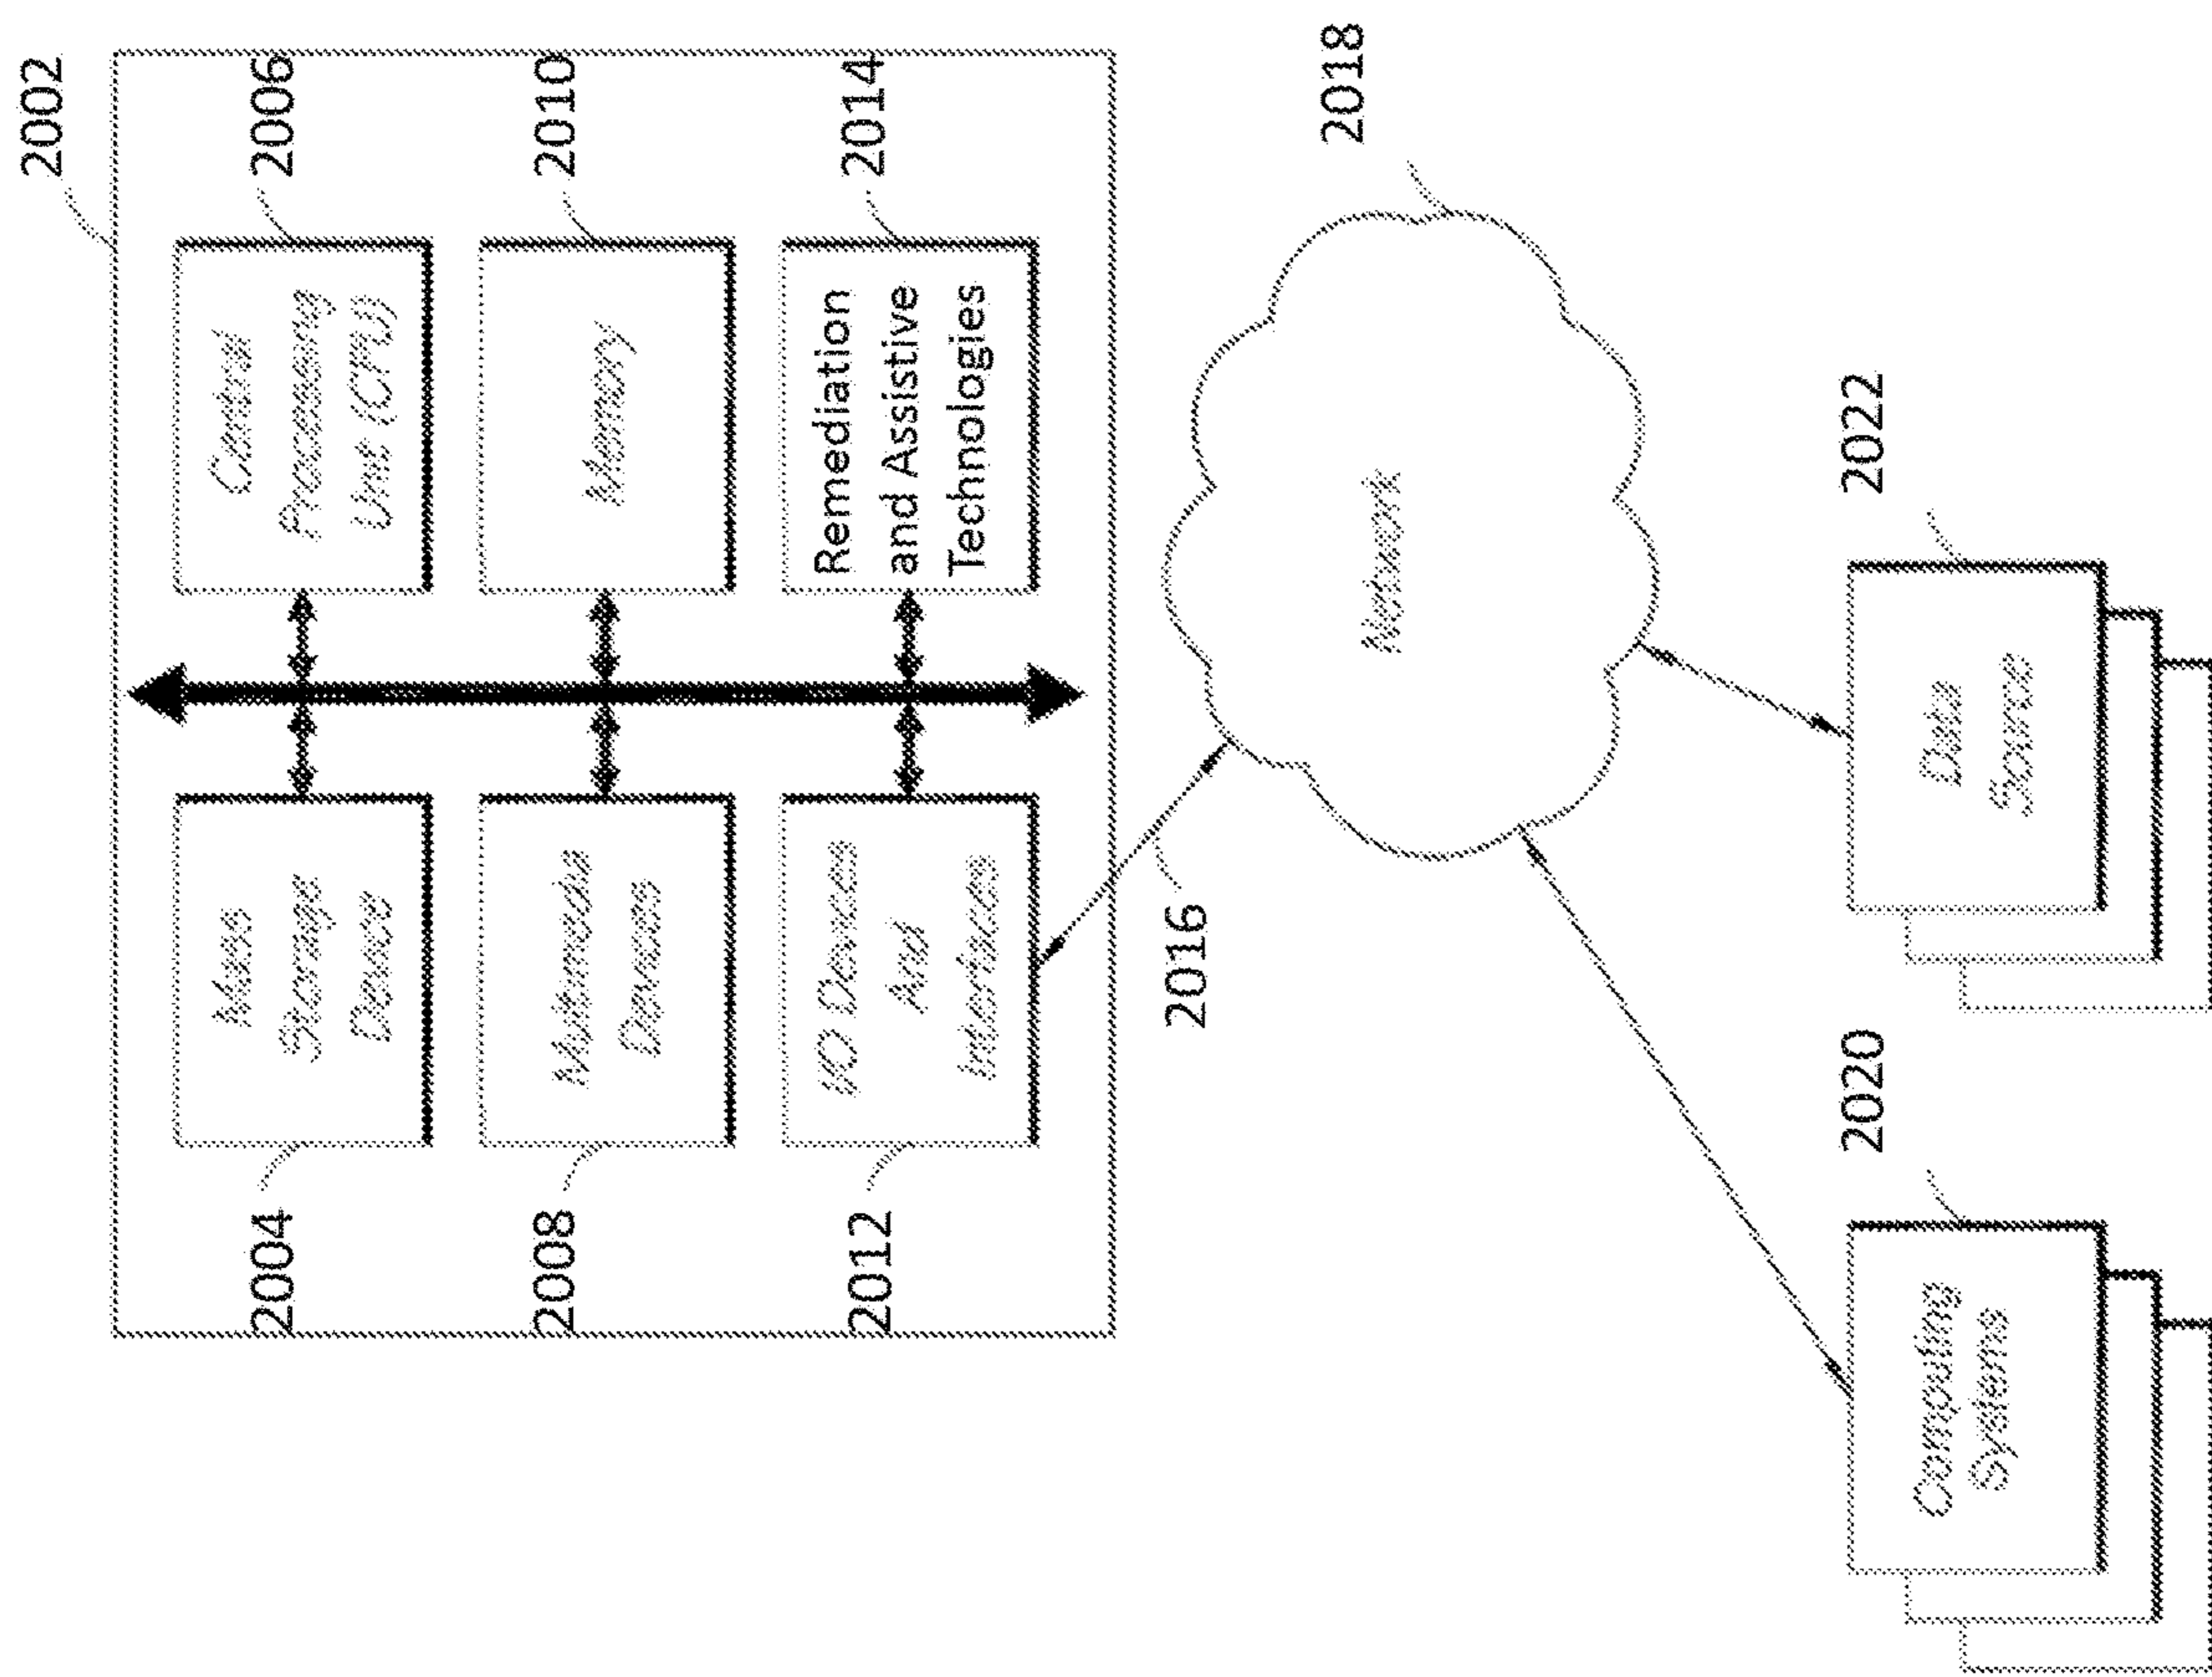 2002
2004
Mass
Storage
Device
Central
Processing
Unit (CPU)
2006
2008
Multimedia
Devices
Memory
2010
2012
I/O Devices
And
Interfaces
Remediation
and Assistive
Technologies
2014
2016
Network
2018
2020
Computing
Systems
2022
Data
Source